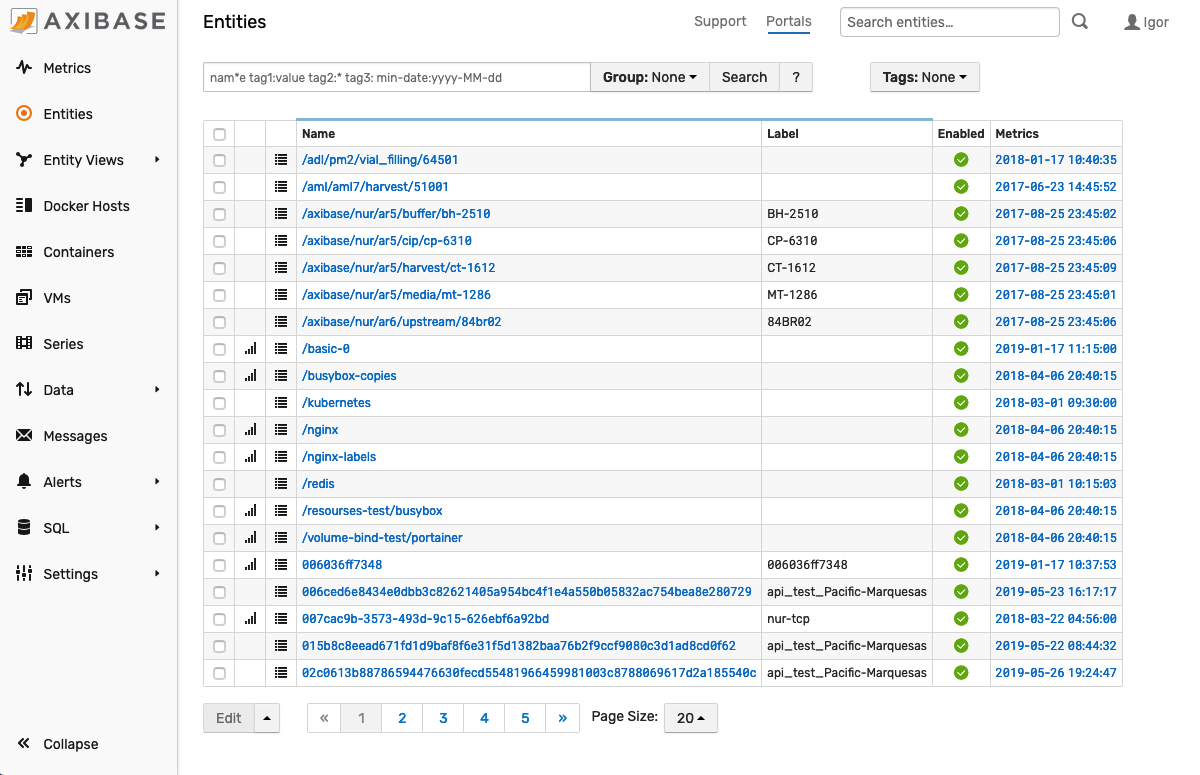 AXIBASE
Entities
Support Portals Search entities... Igor
Metrics
Entities
Entity Views
Docker Hosts
Containers
VMs
Series
Data
Messages
Alerts
SQL
Settings
Collapse
nam*e tag1:value tag2:* tag3: min-date:yyyy-MM-dd Group: None Search ? Tags: None
Name Label Enabled Metrics
/adl/pm2/vial_filling/64501 2018-01-17 10:40:35
/aml/aml7/harvest/51001 2017-06-23 14:45:52
/axibase/nur/ar5/buffer/bh-2510 BH-2510 2017-08-25 23:45:02
/axibase/nur/ar5/cip/cp-6310 CP-6310 2017-08-25 23:45:06
/axibase/nur/ar5/harvest/ct-1612 CT-1612 2017-08-25 23:45:09
/axibase/nur/ar5/media/mt-1286 MT-1286 2017-08-25 23:45:01
/axibase/nur/ar6/upstream/84br02 84BR02 2017-08-25 23:45:06
/basic-0 2019-01-17 11:15:00
/busybox-copies 2018-04-06 20:40:15
/kubernetes 2018-03-01 09:30:00
/nginx 2018-04-06 20:40:15
/nginx-labels 2018-04-06 20:40:15
/redis 2018-03-01 10:15:03
/resourses-test/busybox 2018-04-06 20:40:15
/volume-bind-test/portainer 2018-04-06 20:40:15
006036ff7348 006036ff7348 2019-01-17 10:37:53
006ced6e8434e0dbb3c82621405a954bc4f1e4a550b05832ac754bea8e280729 api_test_Pacific-Marquesas 2019-05-23 16:17:17
007cac9b-3573-493d-9c15-626ebf6a92bd nur-tcp 2018-03-22 04:56:00
015b8c8eead671fd1d9baf8f6e31f5d1382baa76b2f9ccf9080c3d1ad8cd0f62 api_test_Pacific-Marquesas 2019-05-22 08:44:32
02c0613b88786594476630fecd55481966459981003c8788069617d2a185540c api_test_Pacific-Marquesas 2019-05-26 19:24:47
Edit « 1 2 3 4 5 » Page Size: 20